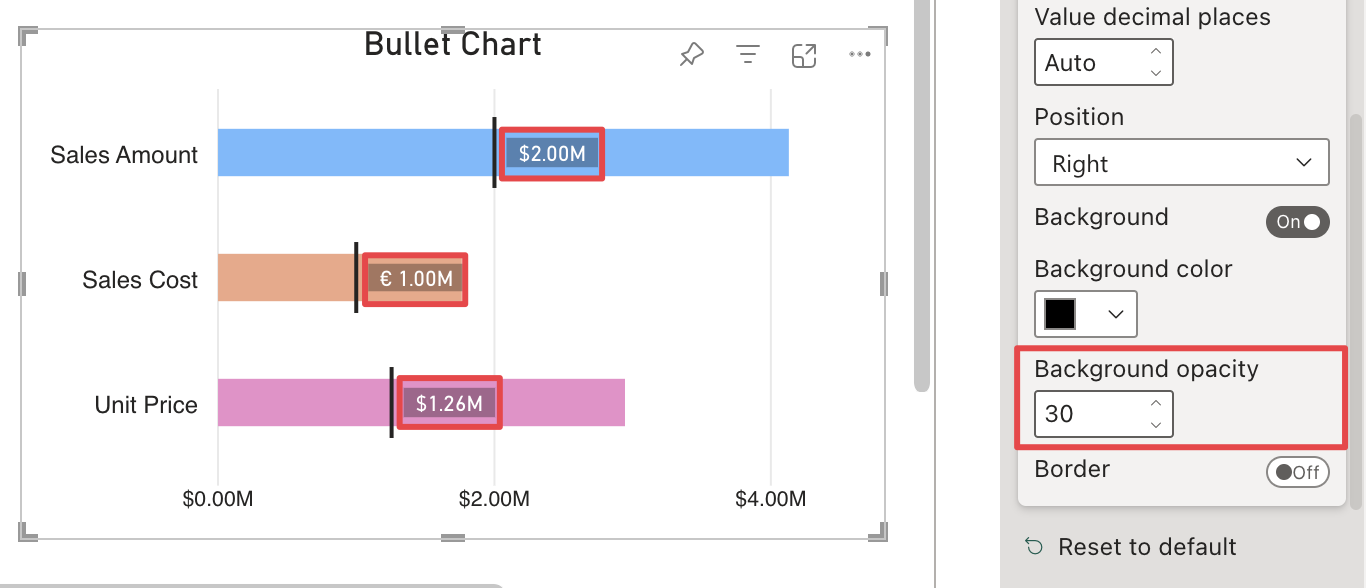 Bullet Chart
Sales Amount
$2.00M
Sales Cost
€ 1.00M
Unit Price
$1.26M
$0.00M
$2.00M
$4.00M
Value decimal places
Auto
Position
Right
Background
On
Background color
Background opacity
30
Border
Off
Reset to default